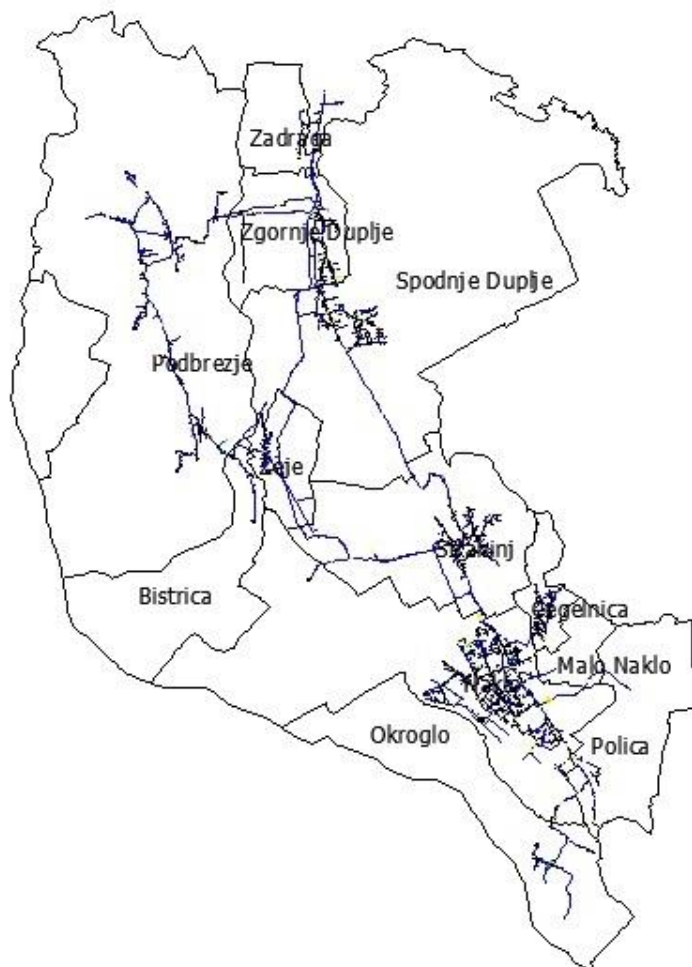 Zadraga
Zgornje Duplje
Spodnje Duplje
Podbrezje
Žeje
Strahinj
Bistrica
Cegelnica
Malo Naklo
Okroglo
Polica